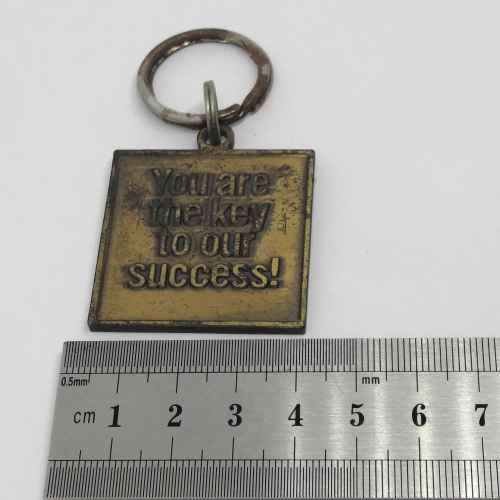 You are
the key
to our
success!
0.5mm
mm
cm 1 2 3 4 5 6 7